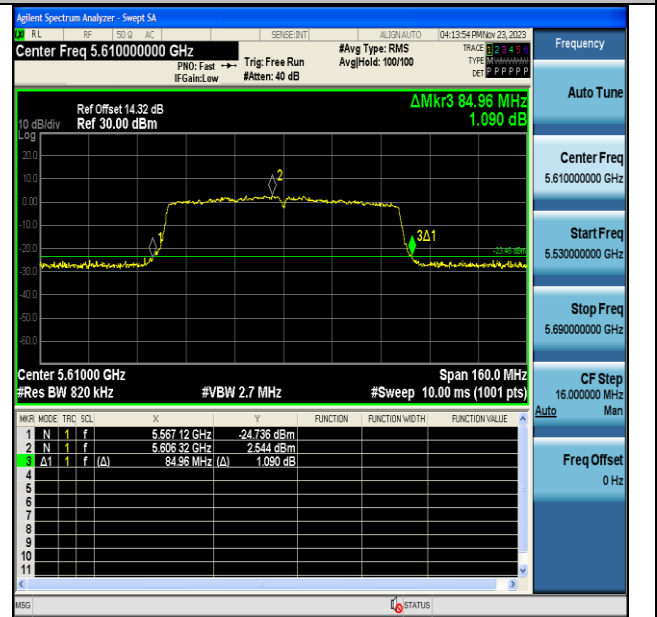 Agilent Spectrum Analyzer - Swept SA
RL RF 50 Ω AC SENSE:INT ALIGN AUTO 04:13:54 PM Nov 23, 2023
Center Freq 5.610000000 GHz
#Avg Type: RMS
TRACE 1 2 3 4 5 6
PNO: Fast
Trig: Free Run
Avg|Hold: 100/100
TYPE M
IFGain:Low
#Atten: 40 dB
DET P P P P P P
Ref Offset 14.32 dB
ΔMkr3 84.96 MHz
10 dB/div Ref 30.00 dBm
1.090 dB
Log
20.0
10.0
0.00
-10.0
-20.0
-30.0
-50.0
-60.0
1
2
3Δ1
-23.46 dBm
Center 5.61000 GHz
Span 160.0 MHz
#Res BW 820 kHz
#VBW 2.7 MHz
#Sweep 10.00 ms (1001 pts)
MKR MODE TRC SCL X Y FUNCTION FUNCTION WIDTH FUNCTION VALUE
1 N 1 f 5.567 12 GHz -24.736 dBm
2 N 1 f 5.606 32 GHz 2.544 dBm
3 Δ1 1 f (Δ) 84.96 MHz (Δ) 1.090 dB
4
5
6
7
8
9
10
11
MSG
STATUS
Frequency
Auto Tune
Center Freq
5.610000000 GHz
Start Freq
5.530000000 GHz
Stop Freq
5.690000000 GHz
CF Step
16.000000 MHz
Auto Man
Freq Offset
0 Hz